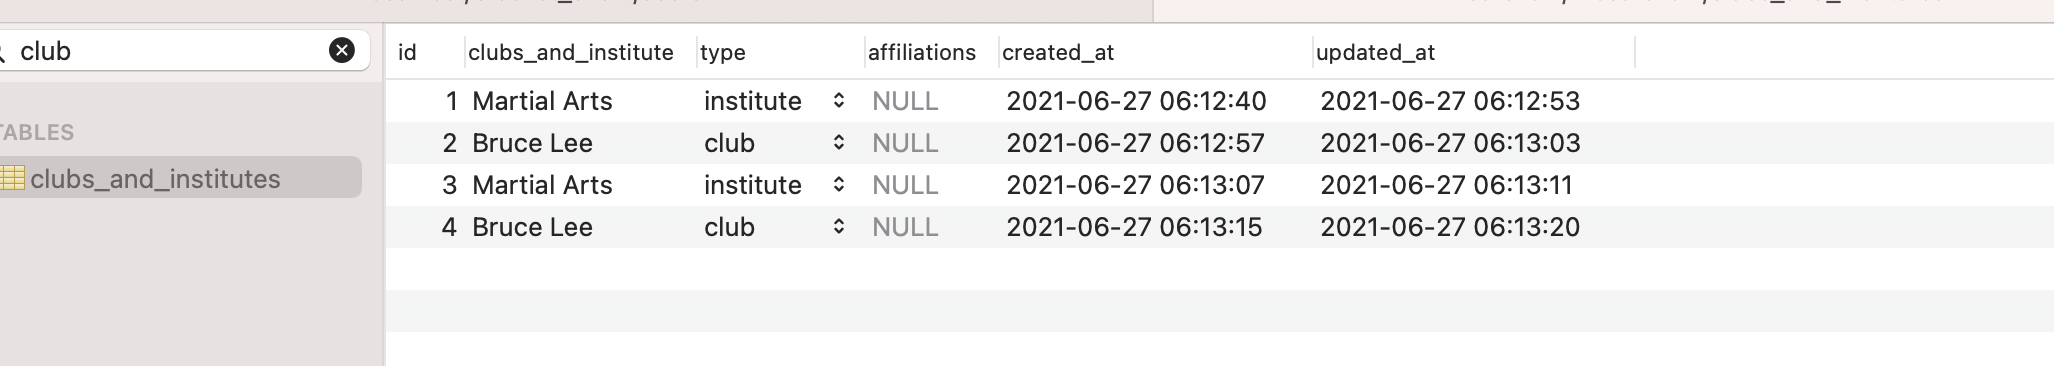 club
TABLES
clubs_and_institutes
id clubs_and_institute type affiliations created_at updated_at
1 Martial Arts institute NULL 2021-06-27 06:12:40 2021-06-27 06:12:53
2 Bruce Lee club NULL 2021-06-27 06:12:57 2021-06-27 06:13:03
3 Martial Arts institute NULL 2021-06-27 06:13:07 2021-06-27 06:13:11
4 Bruce Lee club NULL 2021-06-27 06:13:15 2021-06-27 06:13:20